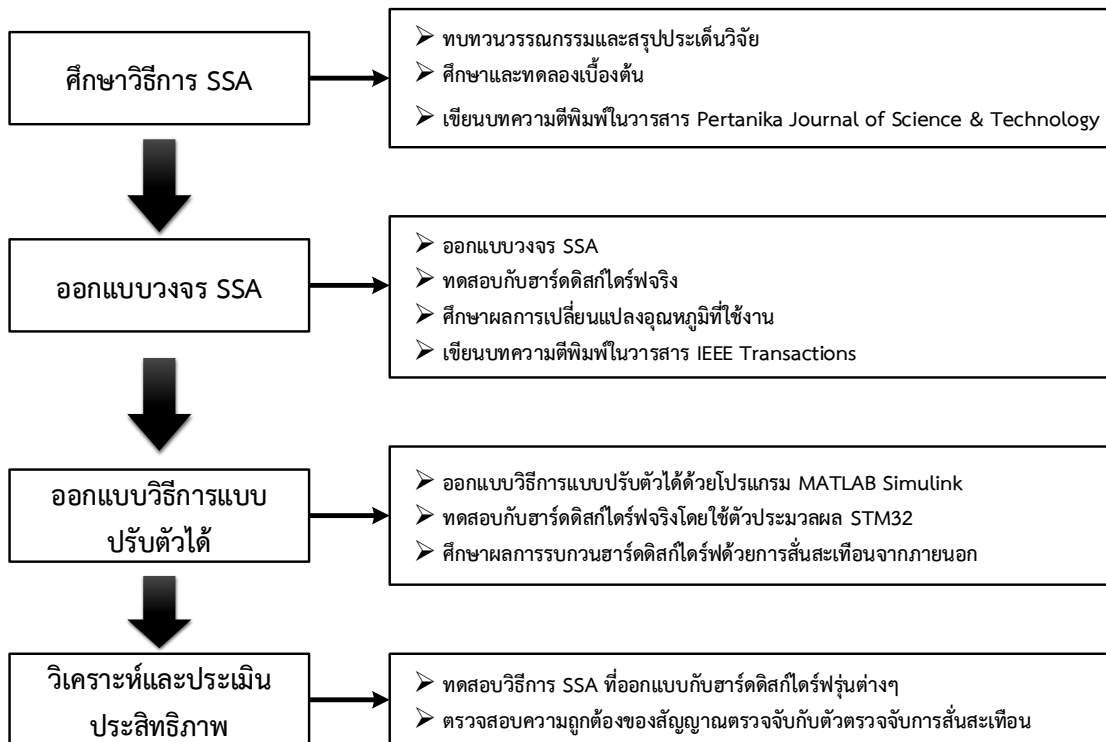 ศึกษาวิธีการ SSA
➢ ทบทวนวรรณกรรมและสรุปประเด็นวิจัย
➢ ศึกษาและทดลองเบื้องต้น
➢ เขียนบทความตีพิมพ์ในวารสาร Pertanika Journal of Science & Technology
ออกแบบวงจร SSA
➢ ออกแบบวงจร SSA
➢ ทดสอบกับฮาร์ดดิสก์ไดร์ฟจริง
➢ ศึกษาผลการเปลี่ยนแปลงอุณหภูมิที่ใช้งาน
➢ เขียนบทความตีพิมพ์ในวารสาร IEEE Transactions
ออกแบบวิธีการแบบ
ปรับตัวได้
➢ ออกแบบวิธีการแบบปรับตัวได้ด้วยโปรแกรม MATLAB Simulink
➢ ทดสอบกับฮาร์ดดิสก์ไดร์ฟจริงโดยใช้ตัวประมวลผล STM32
➢ ศึกษาผลการรบกวนฮาร์ดดิสก์ไดร์ฟด้วยการสั่นสะเทือนจากภายนอก
วิเคราะห์และประเมิน
ประสิทธิภาพ
➢ ทดสอบวิธีการ SSA ที่ออกแบบกับฮาร์ดดิสก์ไดร์ฟรุ่นต่างๆ
➢ ตรวจสอบความถูกต้องของสัญญาณตรวจจับกับตัวตรวจจับการสั่นสะเทือน